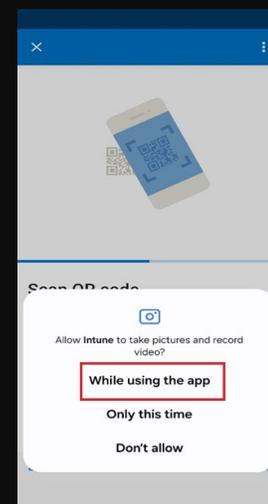 Scan QR code
Allow Intune to take pictures and record
video?
While using the app
Only this time
Don't allow